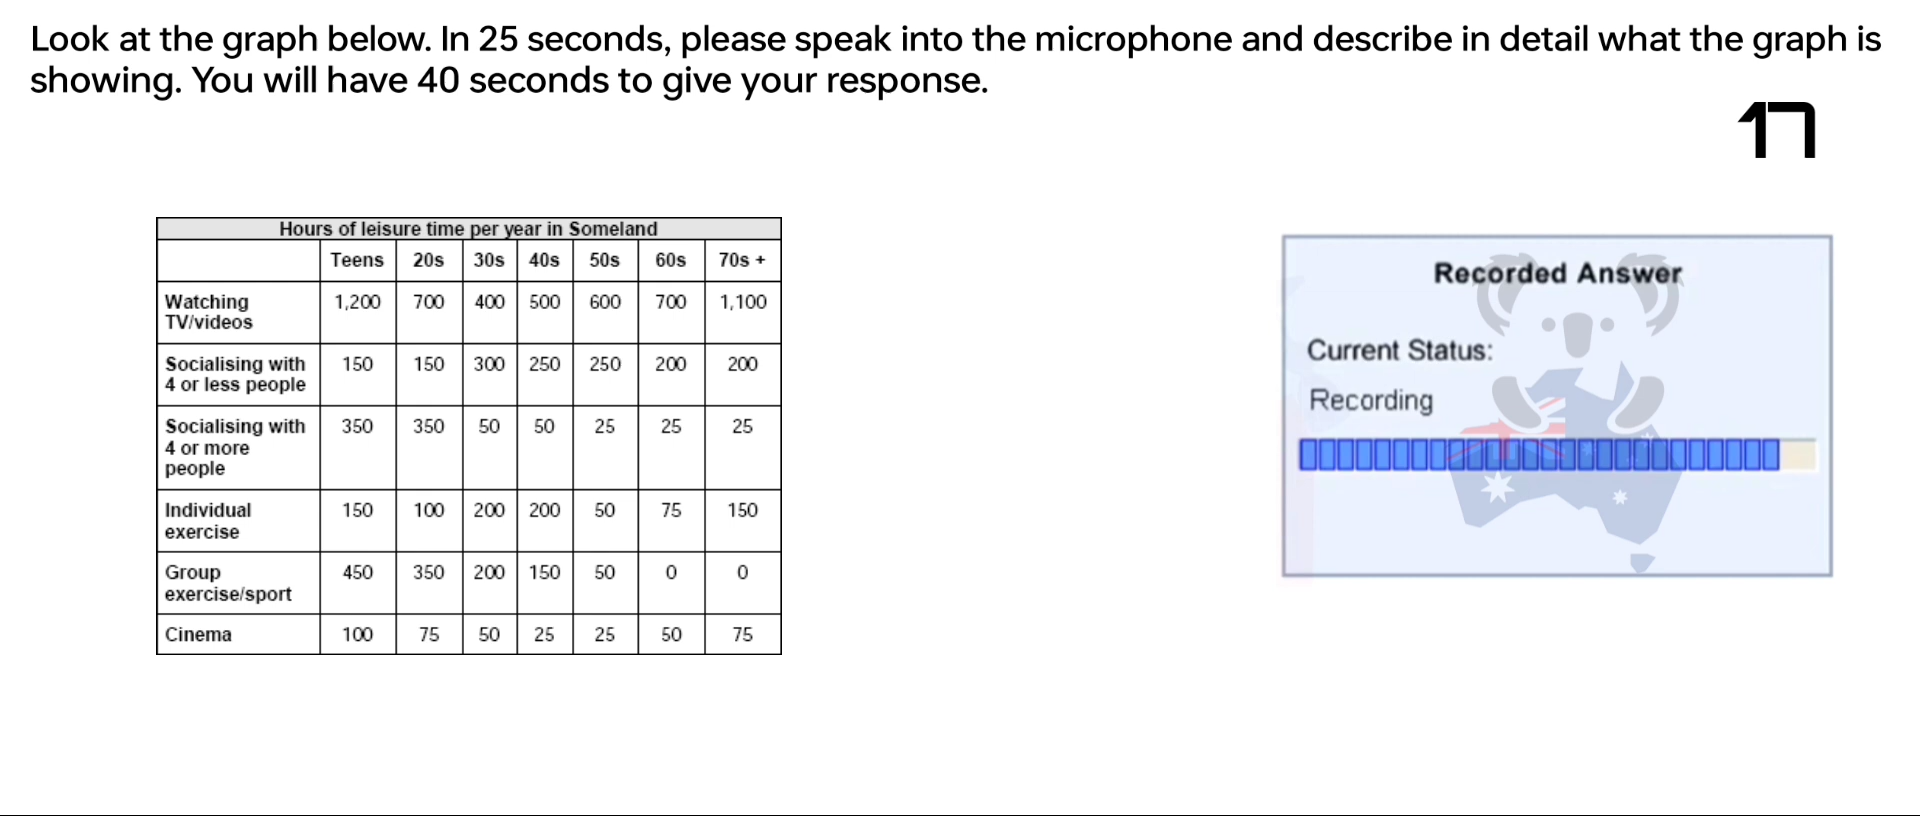 Look at the graph below. In 25 seconds, please speak into the microphone and describe in detail what the graph is
showing. You will have 40 seconds to give your response.
17
Hours of leisure time per year in Someland
Teens 20s 30s 40s 50s 60s 70s +
Watching TV/videos 1,200 700 400 500 600 700 1,100
Socialising with 4 or less people 150 150 300 250 250 200 200
Socialising with 4 or more people 350 350 50 50 25 25 25
Individual exercise 150 100 200 200 50 75 150
Group exercise/sport 450 350 200 150 50 0 0
Cinema 100 75 50 25 25 50 75
Recorded Answer
Current Status:
Recording